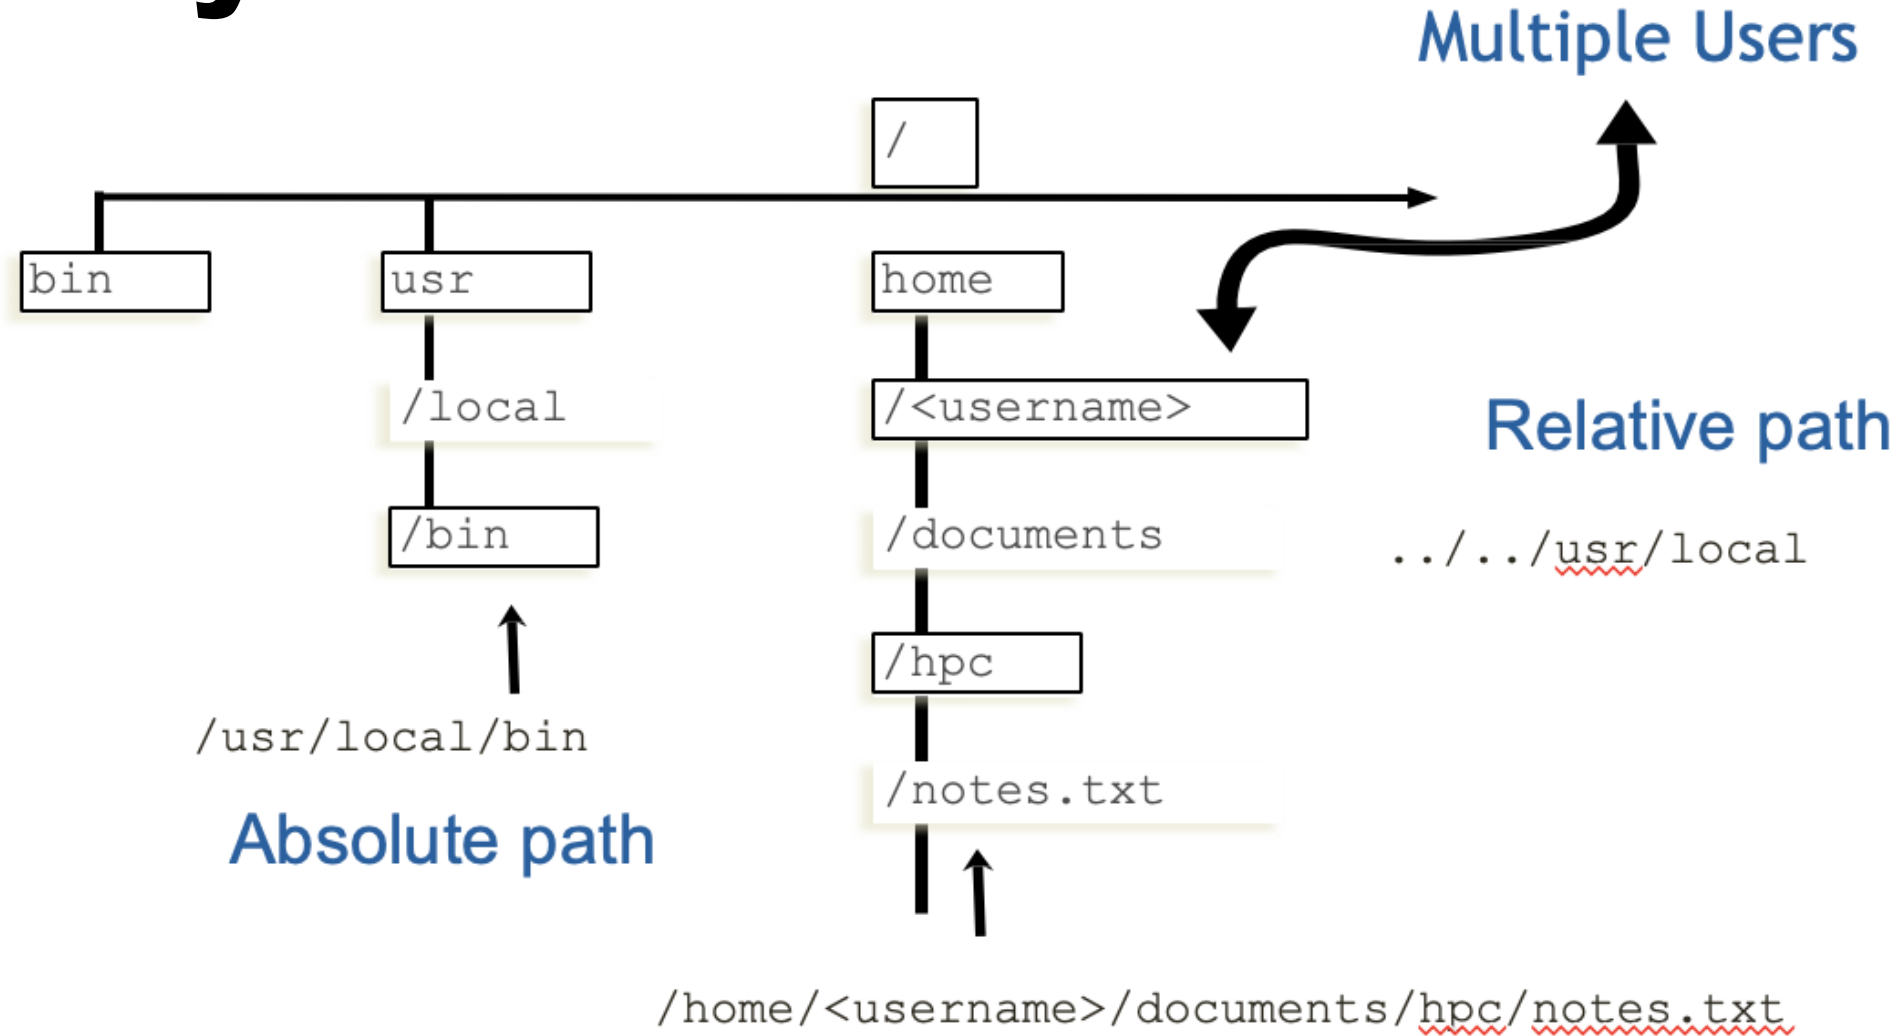 Multiple Users
/
bin
usr
home
/local
/<username>
Relative path
/bin
/documents
../../usr/local
/hpc
/usr/local/bin
/notes.txt
Absolute path
/home/<username>/documents/hpc/notes.txt